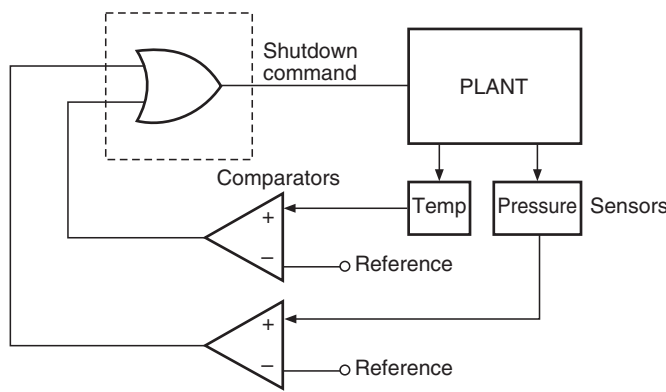 Shutdown
command
PLANT
Comparators
Temp
Pressure
Sensors
+
−
Reference
+
−
Reference